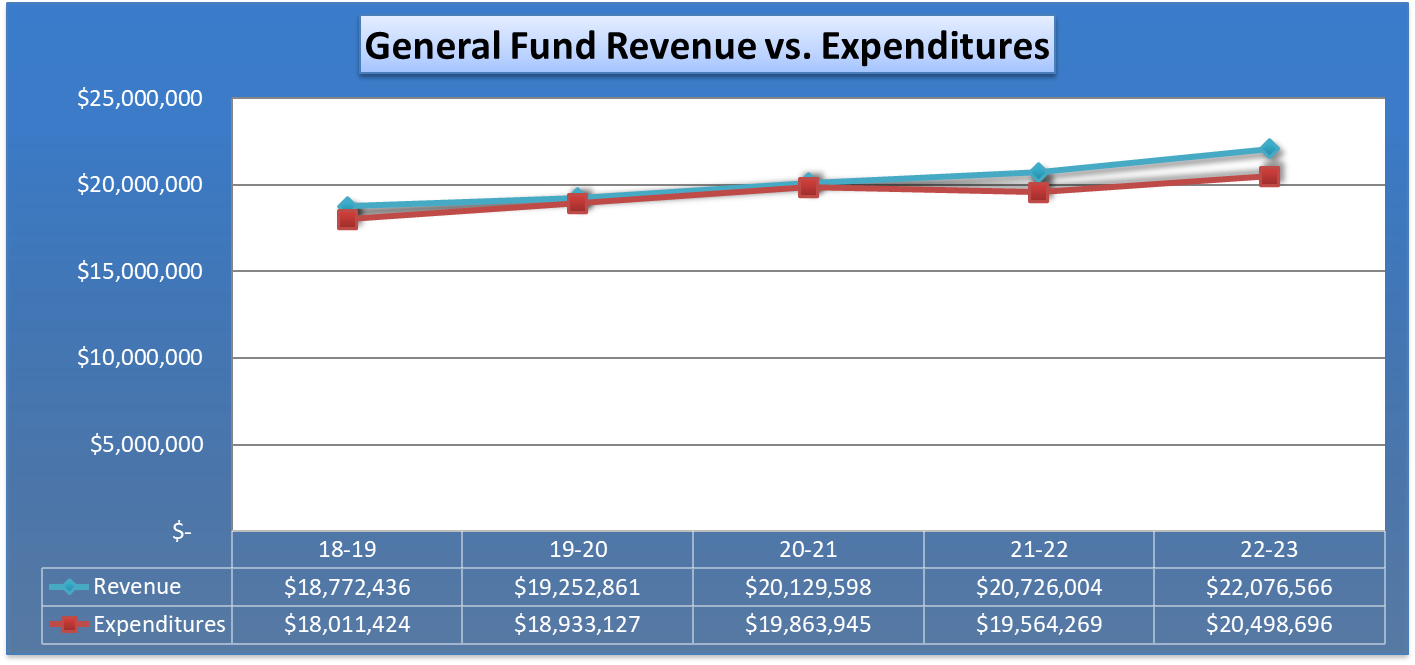 General Fund Revenue vs. Expenditures
$25,000,000
$20,000,000
$15,000,000
$10,000,000
$5,000,000
$-
18-19 19-20 20-21 21-22 22-23
Revenue $18,772,436 $19,252,861 $20,129,598 $20,726,004 $22,076,566
Expenditures $18,011,424 $18,933,127 $19,863,945 $19,564,269 $20,498,696